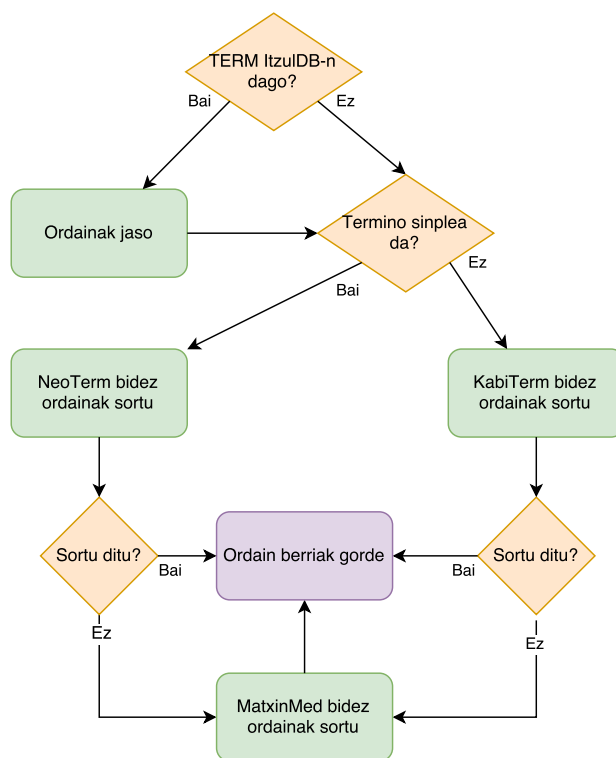 TERM ItzulDB-n
dago?
Bai
Ez
Ordainak jaso
Termino sinplea
da?
Bai
Ez
NeoTerm bidez
ordainak sortu
KabiTerm bidez
ordainak sortu
Sortu ditu?
Bai
Ordain berriak gorde
Bai
Sortu ditu?
Ez
Ez
MatxinMed bidez
ordainak sortu